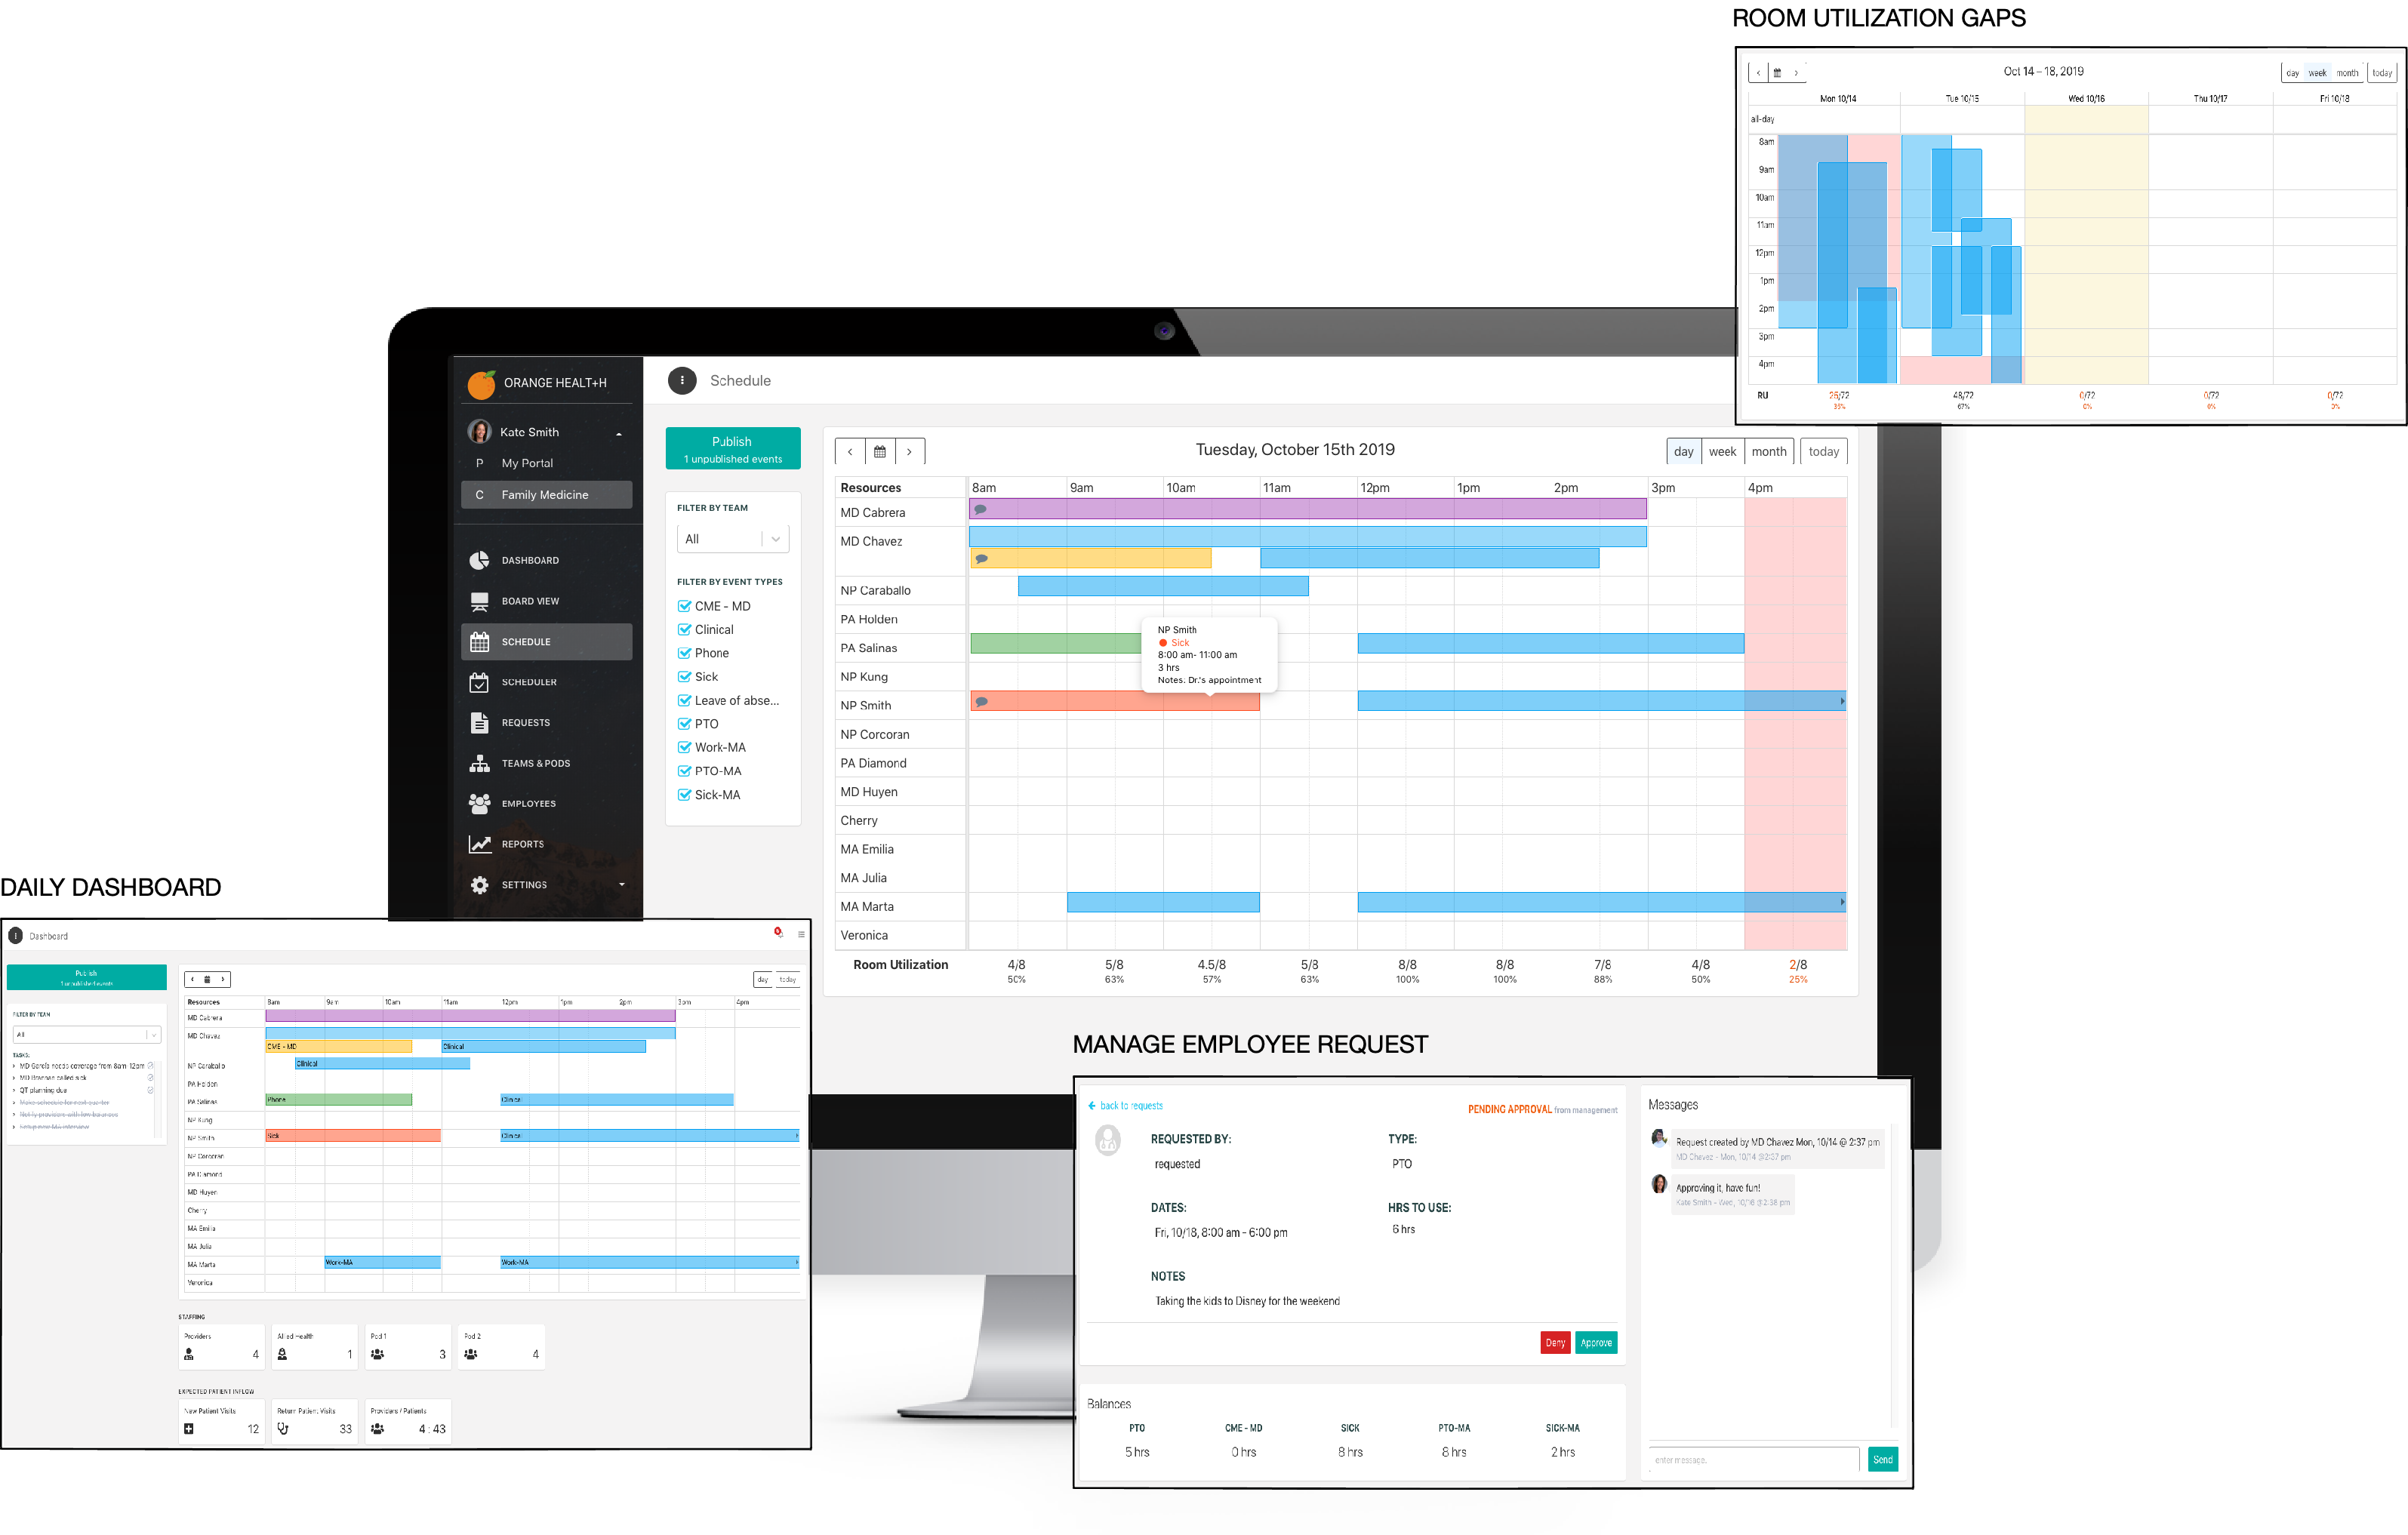 ROOM UTILIZATION GAPS
Oct 14 – 18, 2019
day week month today
Mon 10/14 Tue 10/15 Wed 10/16 Thu 10/17 Fri 10/18
all-day
8am
9am
10am
11am
12pm
1pm
2pm
3pm
4pm
RU 25/72 48/72 0/72 0/72 0/72
35% 67% 0% 0% 0%
ORANGE HEALT+H
Kate Smith
P My Portal
C Family Medicine
DASHBOARD
BOARD VIEW
SCHEDULE
SCHEDULER
REQUESTS
TEAMS & PODS
EMPLOYEES
REPORTS
SETTINGS
Schedule
Publish
1 unpublished events
FILTER BY TEAM
All
FILTER BY EVENT TYPES
CME - MD
Clinical
Phone
Sick
Leave of abse...
PTO
Work-MA
PTO-MA
Sick-MA
Tuesday, October 15th 2019
day week month today
Resources 8am 9am 10am 11am 12pm 1pm 2pm 3pm 4pm
MD Cabrera
MD Chavez
NP Caraballo
PA Holden
PA Salinas
NP Kung
NP Smith
NP Corcoran
PA Diamond
MD Huyen
Cherry
MA Emilia
MA Julia
MA Marta
Veronica
NP Smith
Sick
8:00 am- 11:00 am
3 hrs
Notes: Dr.'s appointment
Room Utilization 4/8 5/8 4.5/8 5/8 8/8 8/8 7/8 4/8 2/8
50% 63% 57% 63% 100% 100% 88% 50% 25%
DAILY DASHBOARD
Dashboard
Publish
1 unpublished events
FILTER BY TEAM
All
TASKS:
MD Garcia needs coverage from 8am-12pm
MD Brennan called sick
QT planning due
Make schedule for next quarter
Notify providers with low balances
Setup new MA interview
day today
Resources 8am 9am 10am 11am 12pm 1pm 2pm 3pm 4pm
MD Cabrera
MD Chavez
CME - MD Clinical
NP Caraballo Clinical
PA Holden
PA Salinas Phone Clinical
NP Kung
NP Smith Sick Clinical
NP Corcoran
PA Diamond
MD Huyen
Cherry
MA Emilia
MA Julia
MA Marta Work-MA Work-MA
Veronica
STAFFING
Providers Allied Health Pod 1 Pod 2
4 1 3 4
EXPECTED PATIENT INFLOW
New Patient Visits Return Patient Visits Providers / Patients
12 33 4 : 43
MANAGE EMPLOYEE REQUEST
back to requests
PENDING APPROVAL from management
REQUESTED BY: TYPE:
requested PTO
DATES: HRS TO USE:
Fri, 10/18, 8:00 am - 6:00 pm 6 hrs
NOTES
Taking the kids to Disney for the weekend
Deny Approve
Balances
PTO CME - MD SICK PTO-MA SICK-MA
5 hrs 0 hrs 8 hrs 8 hrs 2 hrs
Messages
Request created by MD Chavez Mon, 10/14 @ 2:37 pm
MD Chavez - Mon, 10/14 @2:37 pm
Approving it, have fun!
Kate Smith - Wed, 10/16 @2:38 pm
enter message.
Send